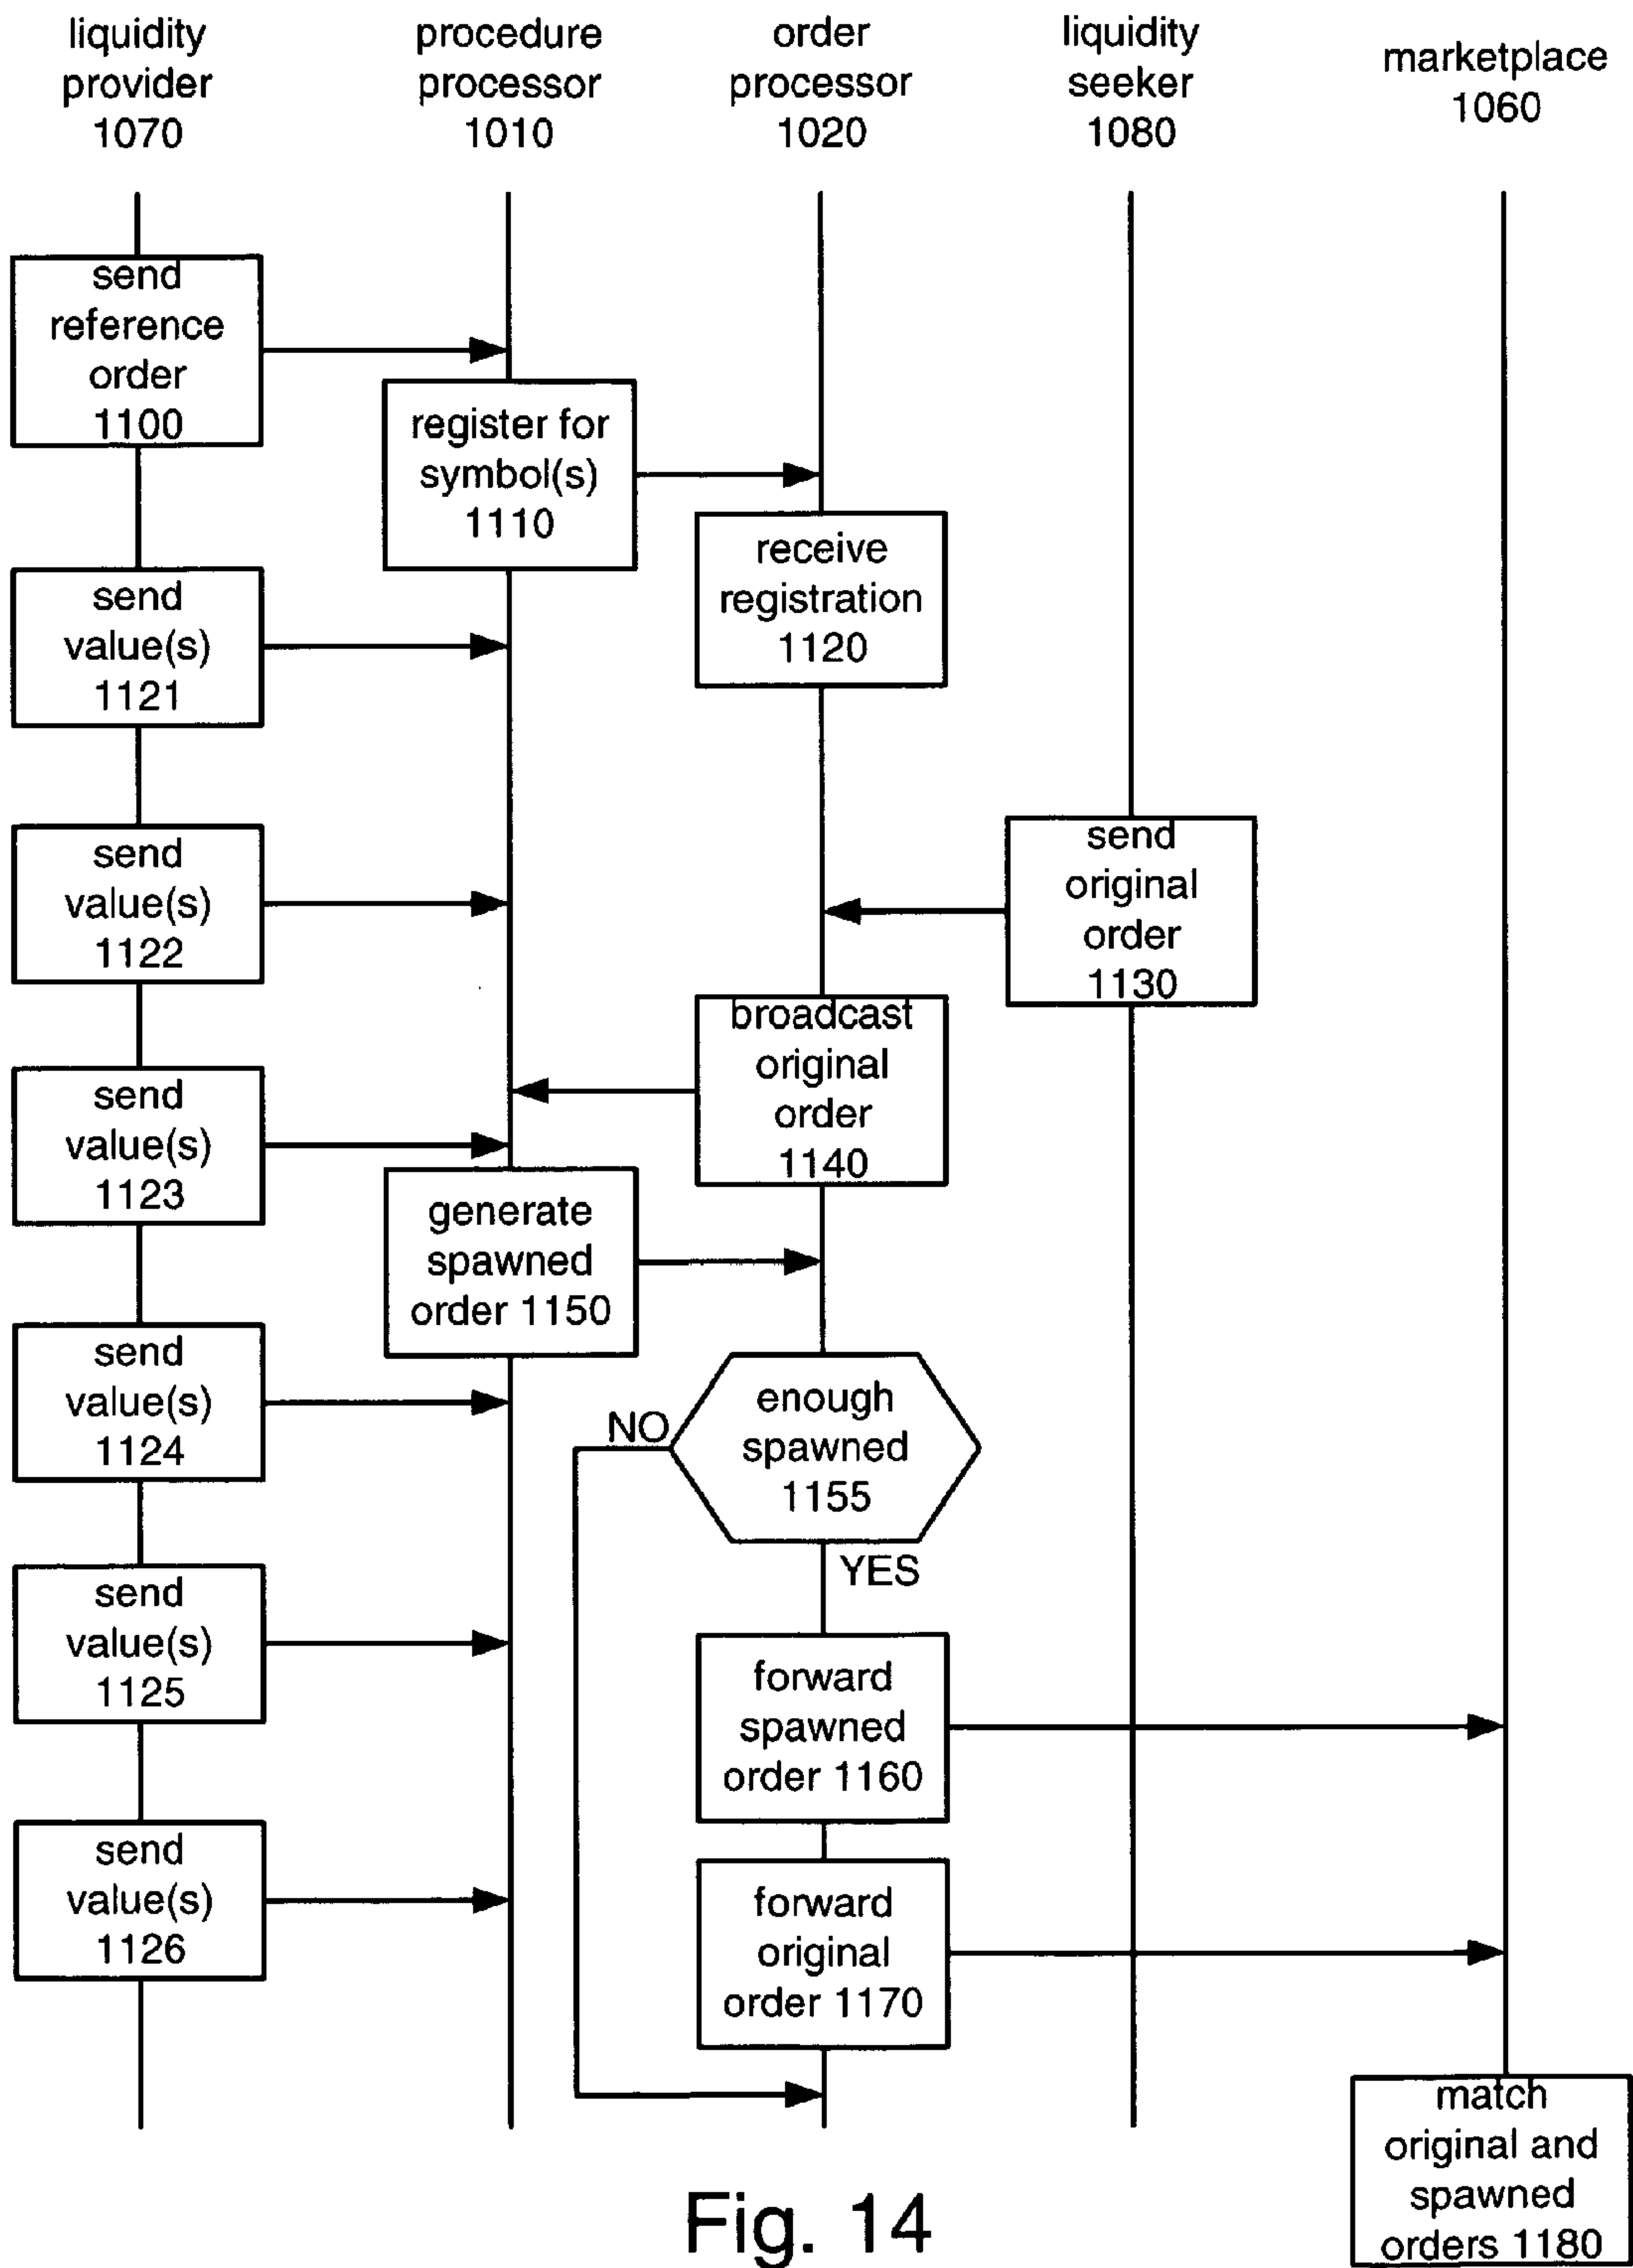 liquidity
provider
1070
procedure
processor
1010
order
processor
1020
liquidity
seeker
1080
marketplace
1060
send
reference
order
1100
register for
symbol(s)
1110
receive
registration
1120
send
value(s)
1121
send
value(s)
1122
send
original
order
1130
broadcast
original
order
1140
send
value(s)
1123
generate
spawned
order 1150
send
value(s)
1124
enough
spawned
1155
NO
YES
send
value(s)
1125
forward
spawned
order 1160
send
value(s)
1126
forward
original
order 1170
match
original and
spawned
orders 1180
Fig. 14